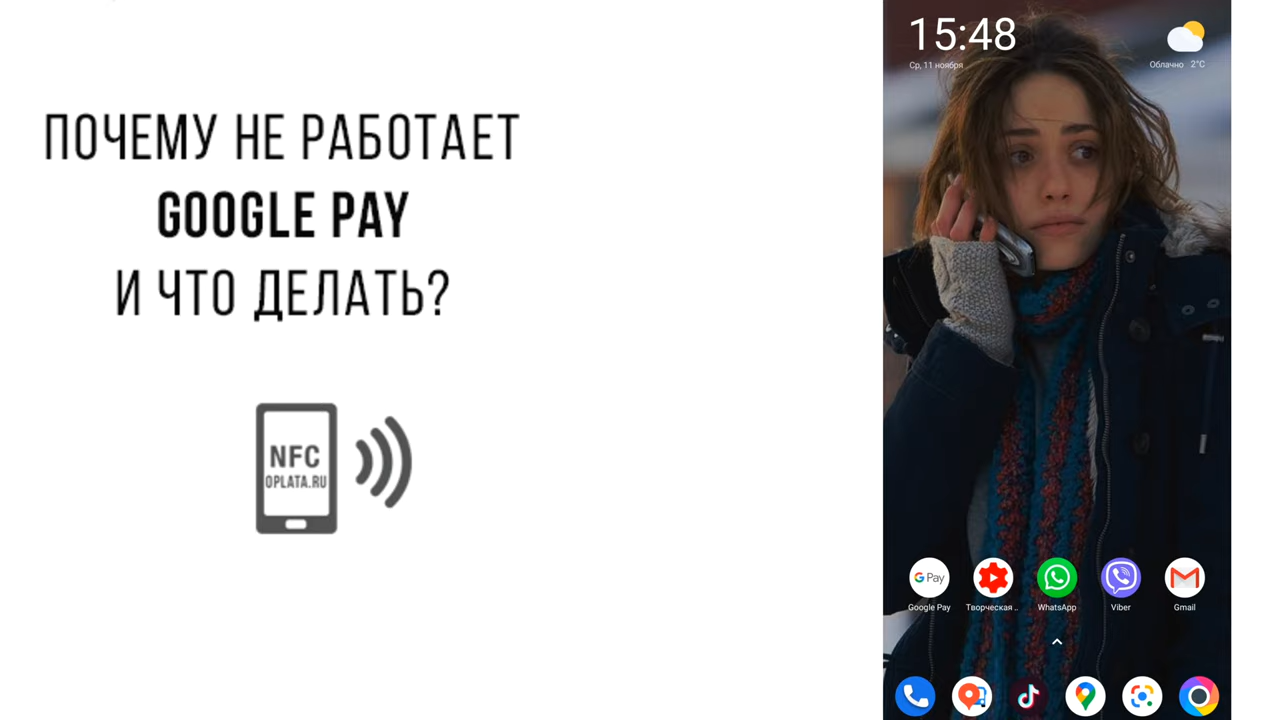 ПОЧЕМУ НЕ РАБОТАЕТ
GOOGLE PAY
И ЧТО ДЕЛАТЬ?
NFC
OPLATA.RU
15:48
Ср, 11 ноября
Облачно 2°C
G Pay
Google Pay
Творческая ..
WhatsApp
Viber
Gmail